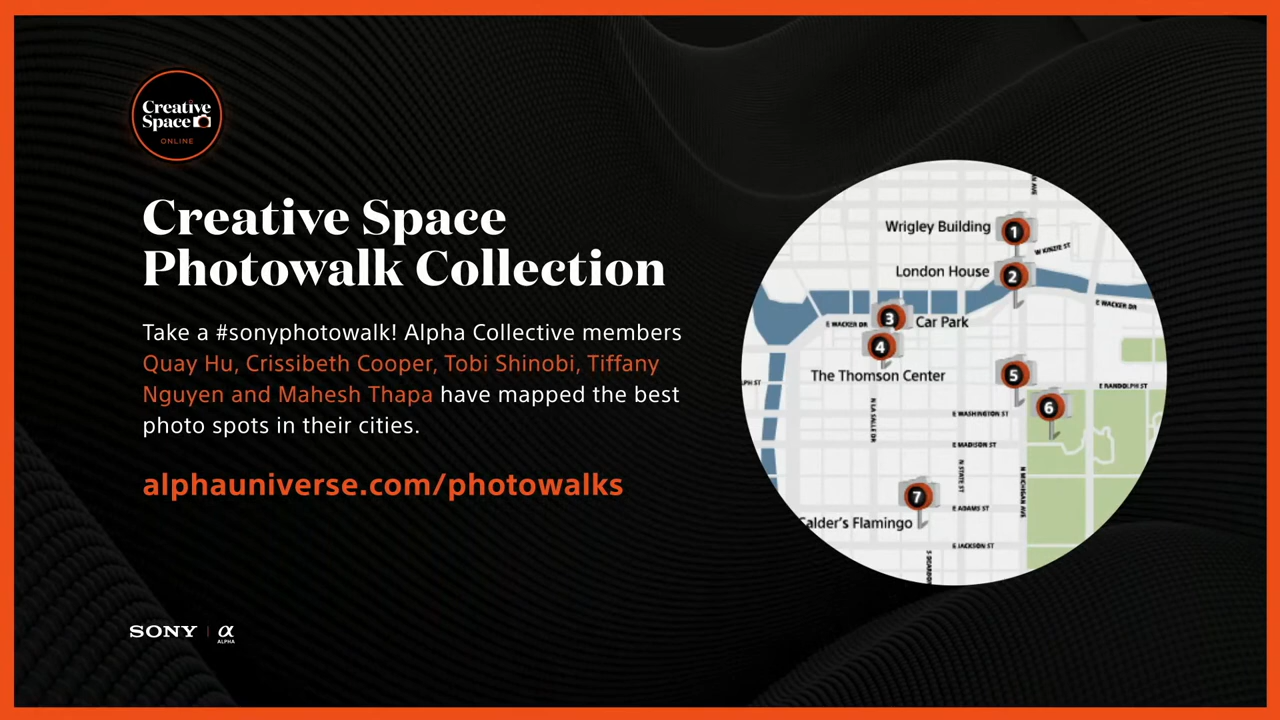 Creative
Space
ONLINE
Creative Space
Photowalk Collection
Take a #sonyphotowalk! Alpha Collective members
Quay Hu, Crissibeth Cooper, Tobi Shinobi, Tiffany
Nguyen and Mahesh Thapa have mapped the best
photo spots in their cities.
alphauniverse.com/photowalks
SONY
α
ALPHA
Wrigley Building
1
W KINZIE ST
London House
2
E WACKER DR
E WACKER DR
3
Car Park
4
The Thomson Center
5
E RANDOLPH ST
6
E WASHINGTON ST
N LA SALLE DR
E MADISON ST
N STATE ST
N MICHIGAN AVE
7
E ADAMS ST
Calder's Flamingo
E JACKSON ST